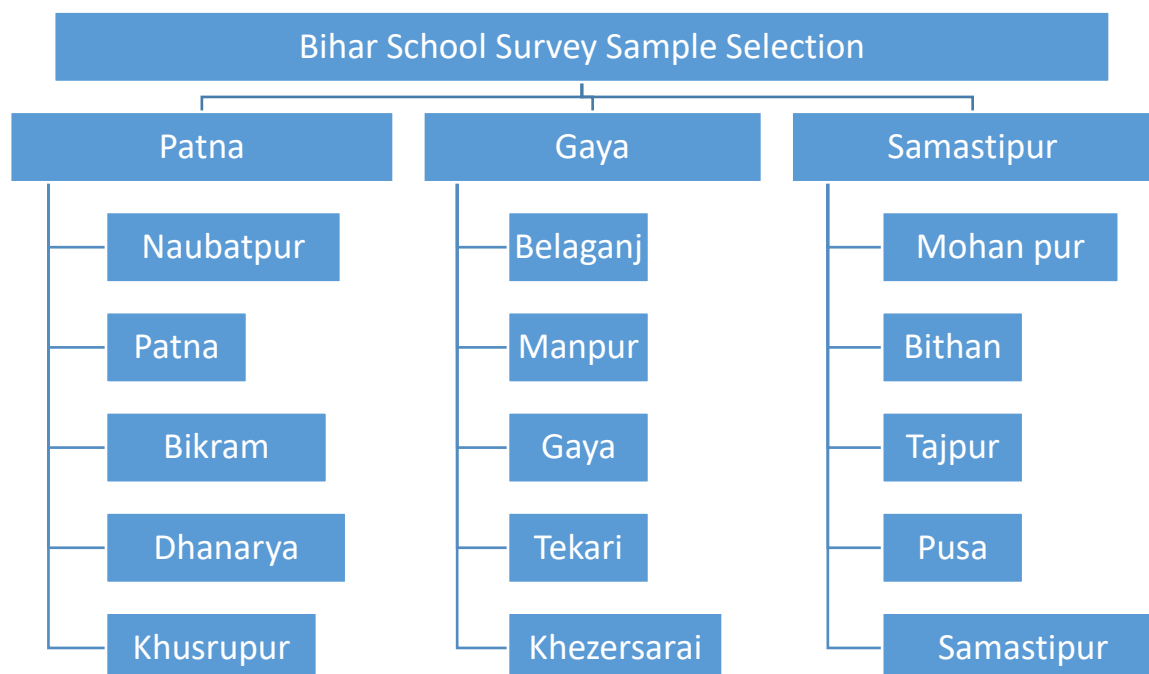 Bihar School Survey Sample Selection
Patna
Naubatpur
Patna
Bikram
Dhanarya
Khusrupur
Gaya
Belaganj
Manpur
Gaya
Tekari
Khezersarai
Samastipur
Mohan pur
Bithan
Tajpur
Pusa
Samastipur